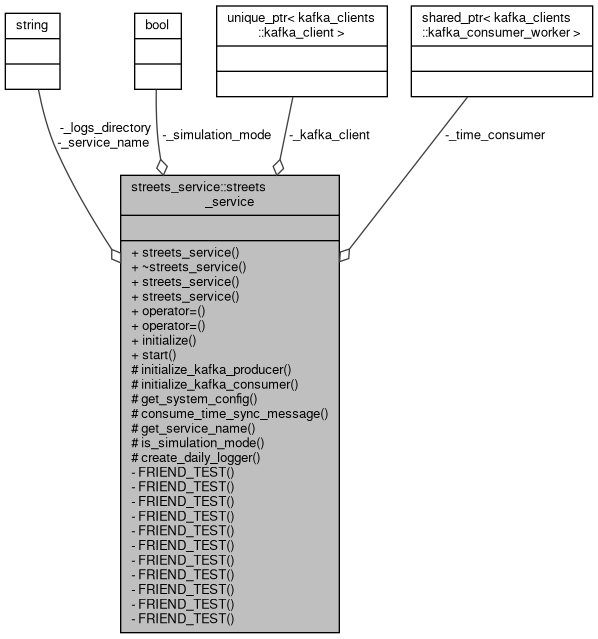 string
bool
unique_ptr< kafka_clients
::kafka_client >
shared_ptr< kafka_clients
::kafka_consumer_worker >
-_logs_directory
-_service_name
-_simulation_mode
-_kafka_client
-_time_consumer
streets_service::streets
_service
+ streets_service()
+ ~streets_service()
+ streets_service()
+ streets_service()
+ operator=()
+ operator=()
+ initialize()
+ start()
# initialize_kafka_producer()
# initialize_kafka_consumer()
# get_system_config()
# consume_time_sync_message()
# get_service_name()
# is_simulation_mode()
# create_daily_logger()
- FRIEND_TEST()
- FRIEND_TEST()
- FRIEND_TEST()
- FRIEND_TEST()
- FRIEND_TEST()
- FRIEND_TEST()
- FRIEND_TEST()
- FRIEND_TEST()
- FRIEND_TEST()
- FRIEND_TEST()
- FRIEND_TEST()